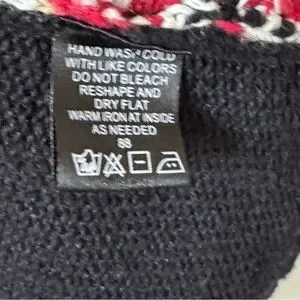 HAND WASH COLD
WITH LIKE COLORS
DO NOT BLEACH
RESHAPE AND
DRY FLAT
WARM IRON AT INSIDE
AS NEEDED
88